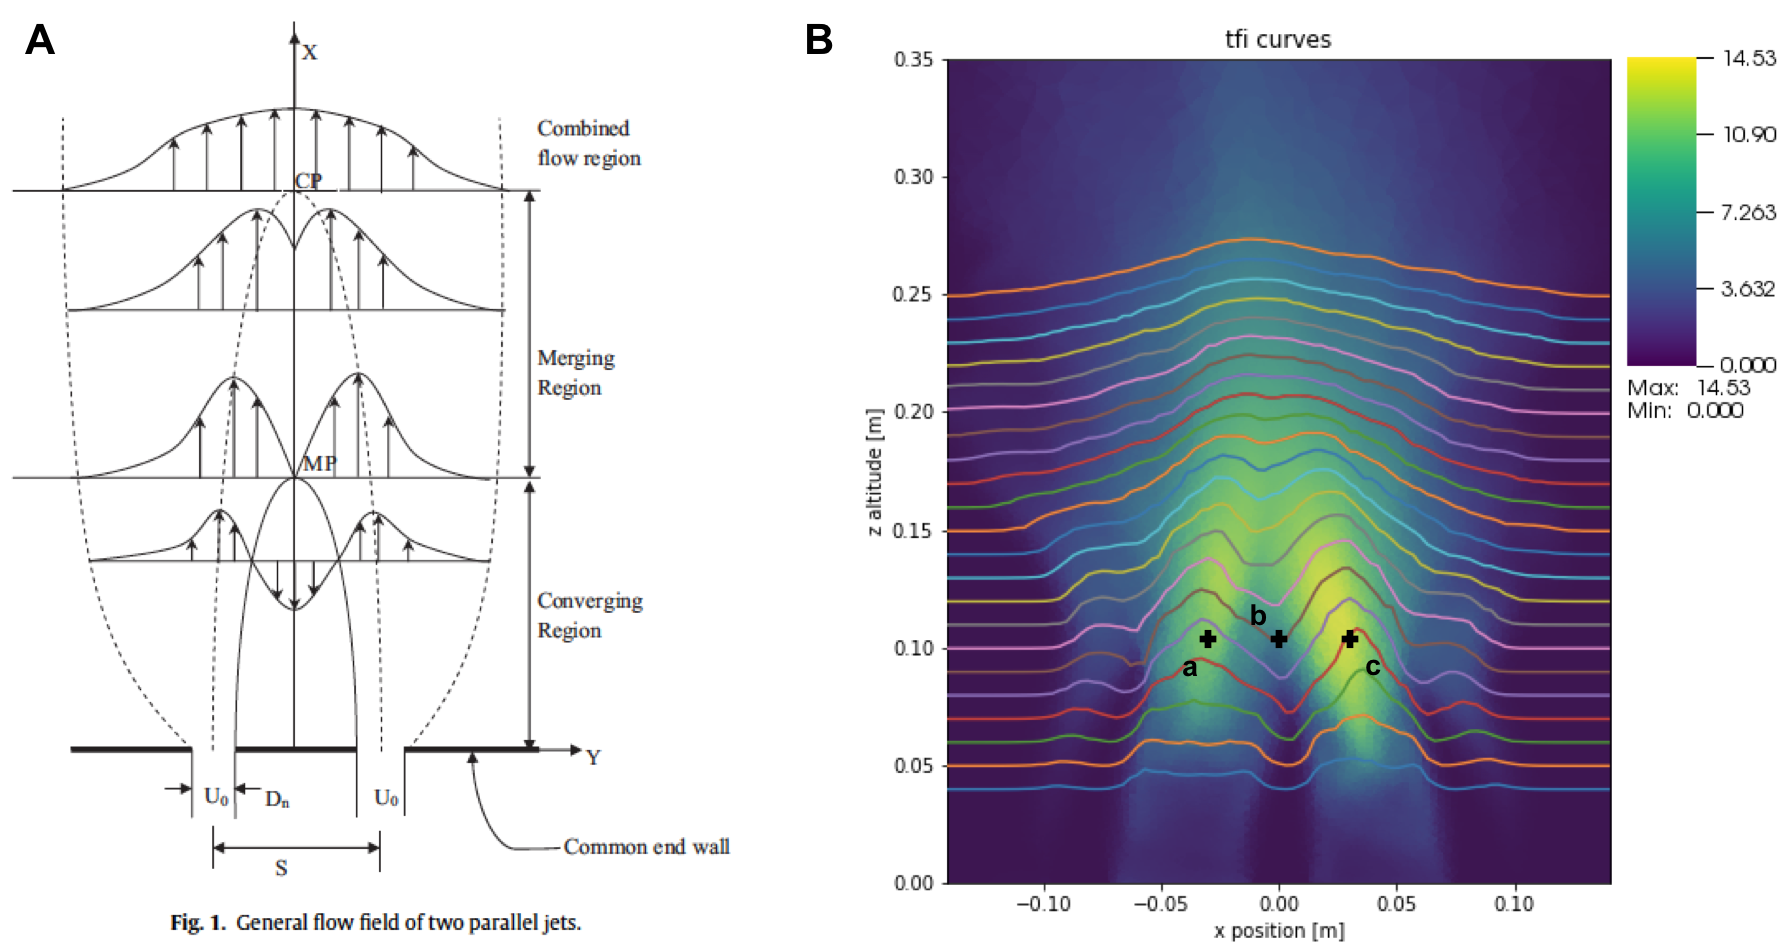 A
X
Combined
flow region
CP
Merging
Region
MP
Converging
Region
Y
U₀
Dₙ
U₀
S
Common end wall
Fig. 1. General flow field of two parallel jets.
B
tfi curves
0.35
0.30
0.25
0.20
0.15
0.10
0.05
0.00
z altitude [m]
a
b
c
−0.10
−0.05
0.00
0.05
0.10
x position [m]
14.53
10.90
7.263
3.632
0.000
Max: 14.53
Min: 0.000